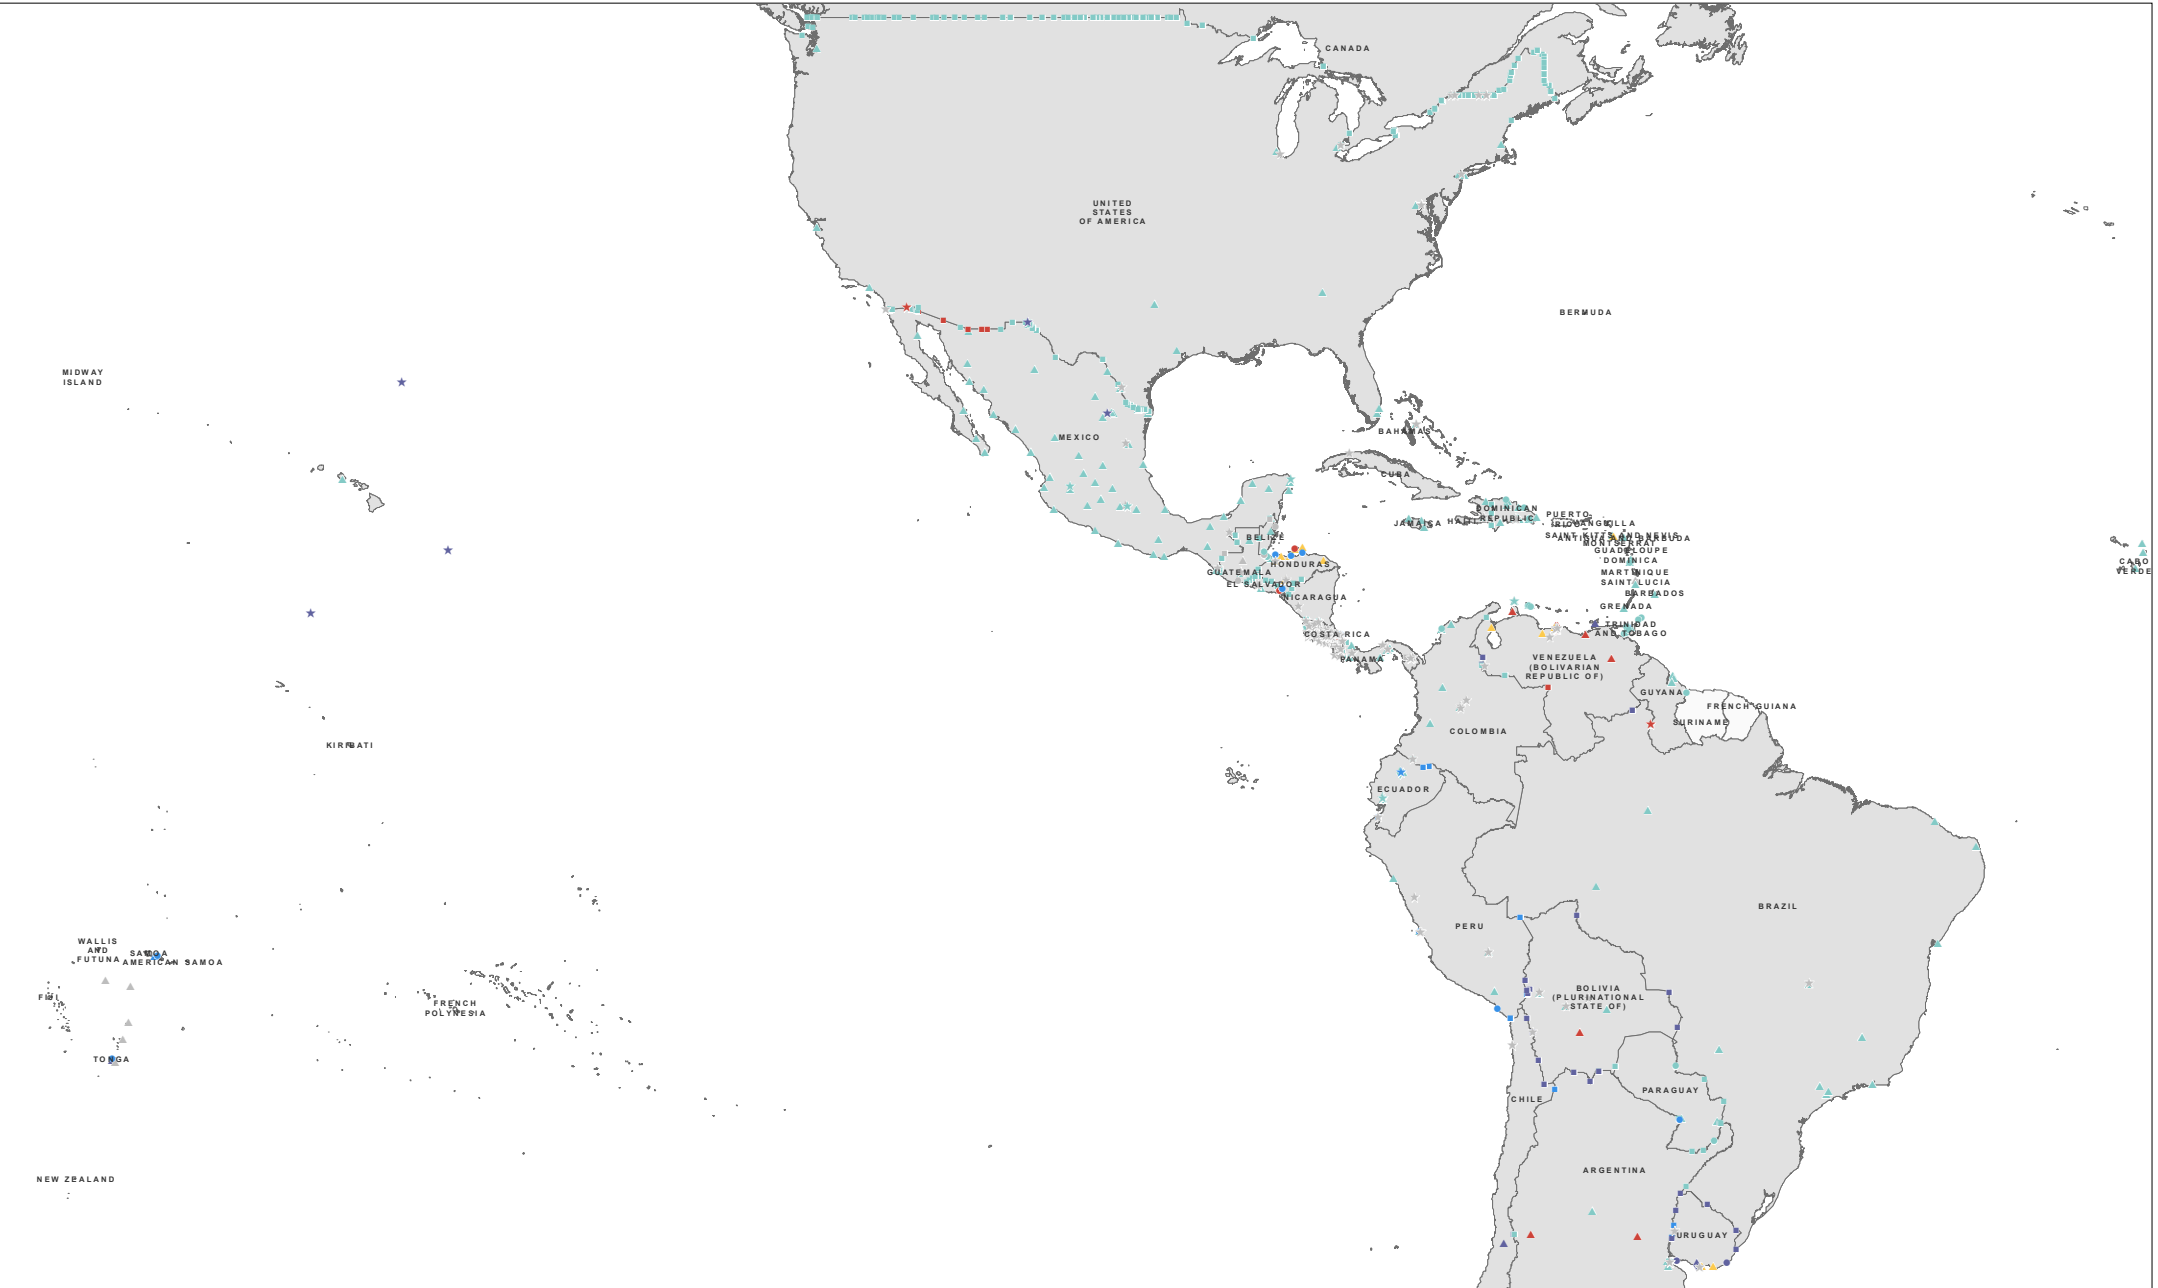 CANADA
UNITED
STATES
OF AMERICA
BERMUDA
MIDWAY
ISLAND
BAHAMAS
MEXICO
CUBA
DOMINICAN
REPUBLIC
JAMAICA
HAITI
PUERTO
RICO
ANGUILLA
SAINT KITTS AND NEVIS
ANTIGUA AND BARBUDA
MONTSERRAT
GUADELOUPE
DOMINICA
MARTINIQUE
SAINT LUCIA
BARBADOS
GRENADA
TRINIDAD
AND TOBAGO
CABO
VERDE
BELIZE
HONDURAS
GUATEMALA
EL SALVADOR
NICARAGUA
COSTA RICA
PANAMA
VENEZUELA
(BOLIVARIAN
REPUBLIC OF)
GUYANA
FRENCH GUIANA
SURINAME
COLOMBIA
KIRIBATI
ECUADOR
BRAZIL
PERU
WALLIS
AND
FUTUNA
SAMOA
AMERICAN SAMOA
FIJI
FRENCH
POLYNESIA
BOLIVIA
(PLURINATIONAL
STATE OF)
TONGA
PARAGUAY
CHILE
ARGENTINA
NEW ZEALAND
URUGUAY